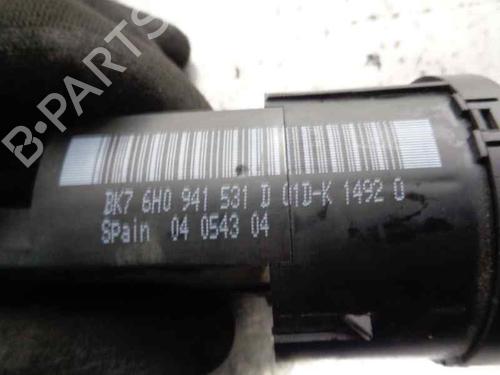 BK7 6H0 941 531 D 01D-K 1492 0
Spain 04 0543 04
B-PARTS